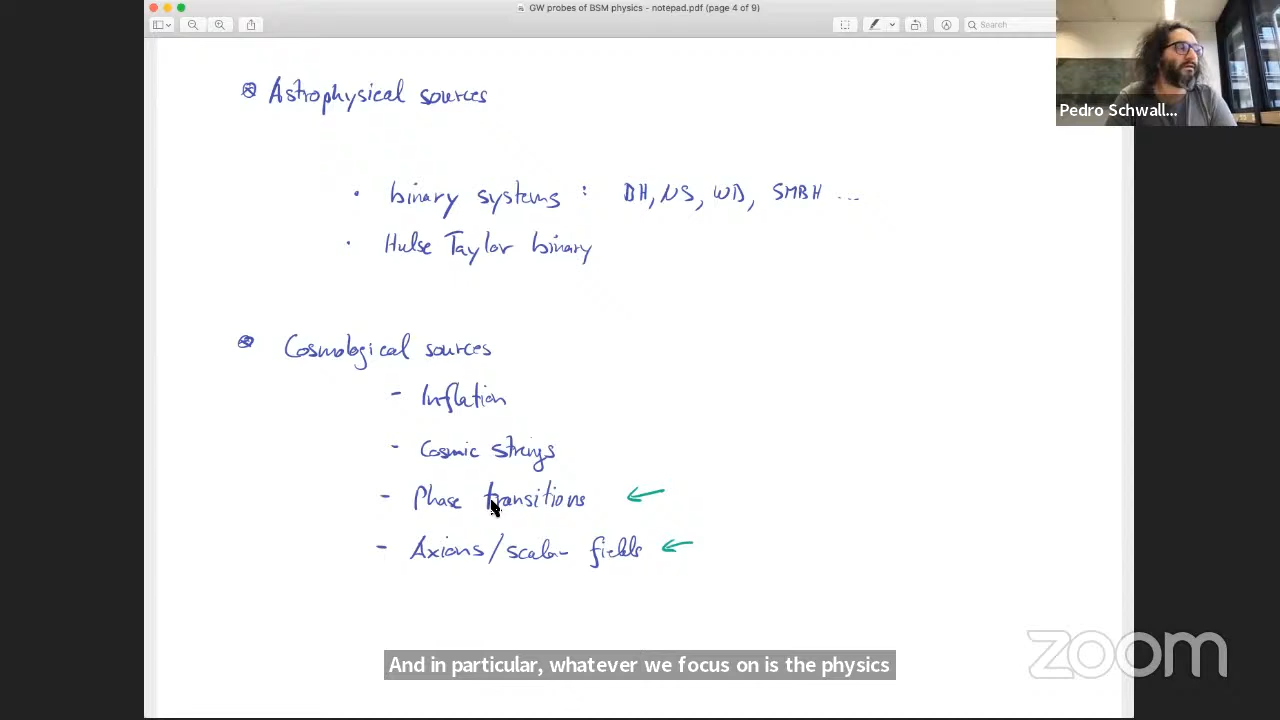 GW probes of BSM physics - notepad.pdf (page 4 of 9)
Search
Pedro Schwall...
Astrophysical sources
• binary systems : BH, NS, WD, SMBH ...
• Hulse Taylor binary
Cosmological sources
- Inflation
- Cosmic strings
- Phase transitions
- Axions/scalar fields
And in particular, whatever we focus on is the physics
zoom